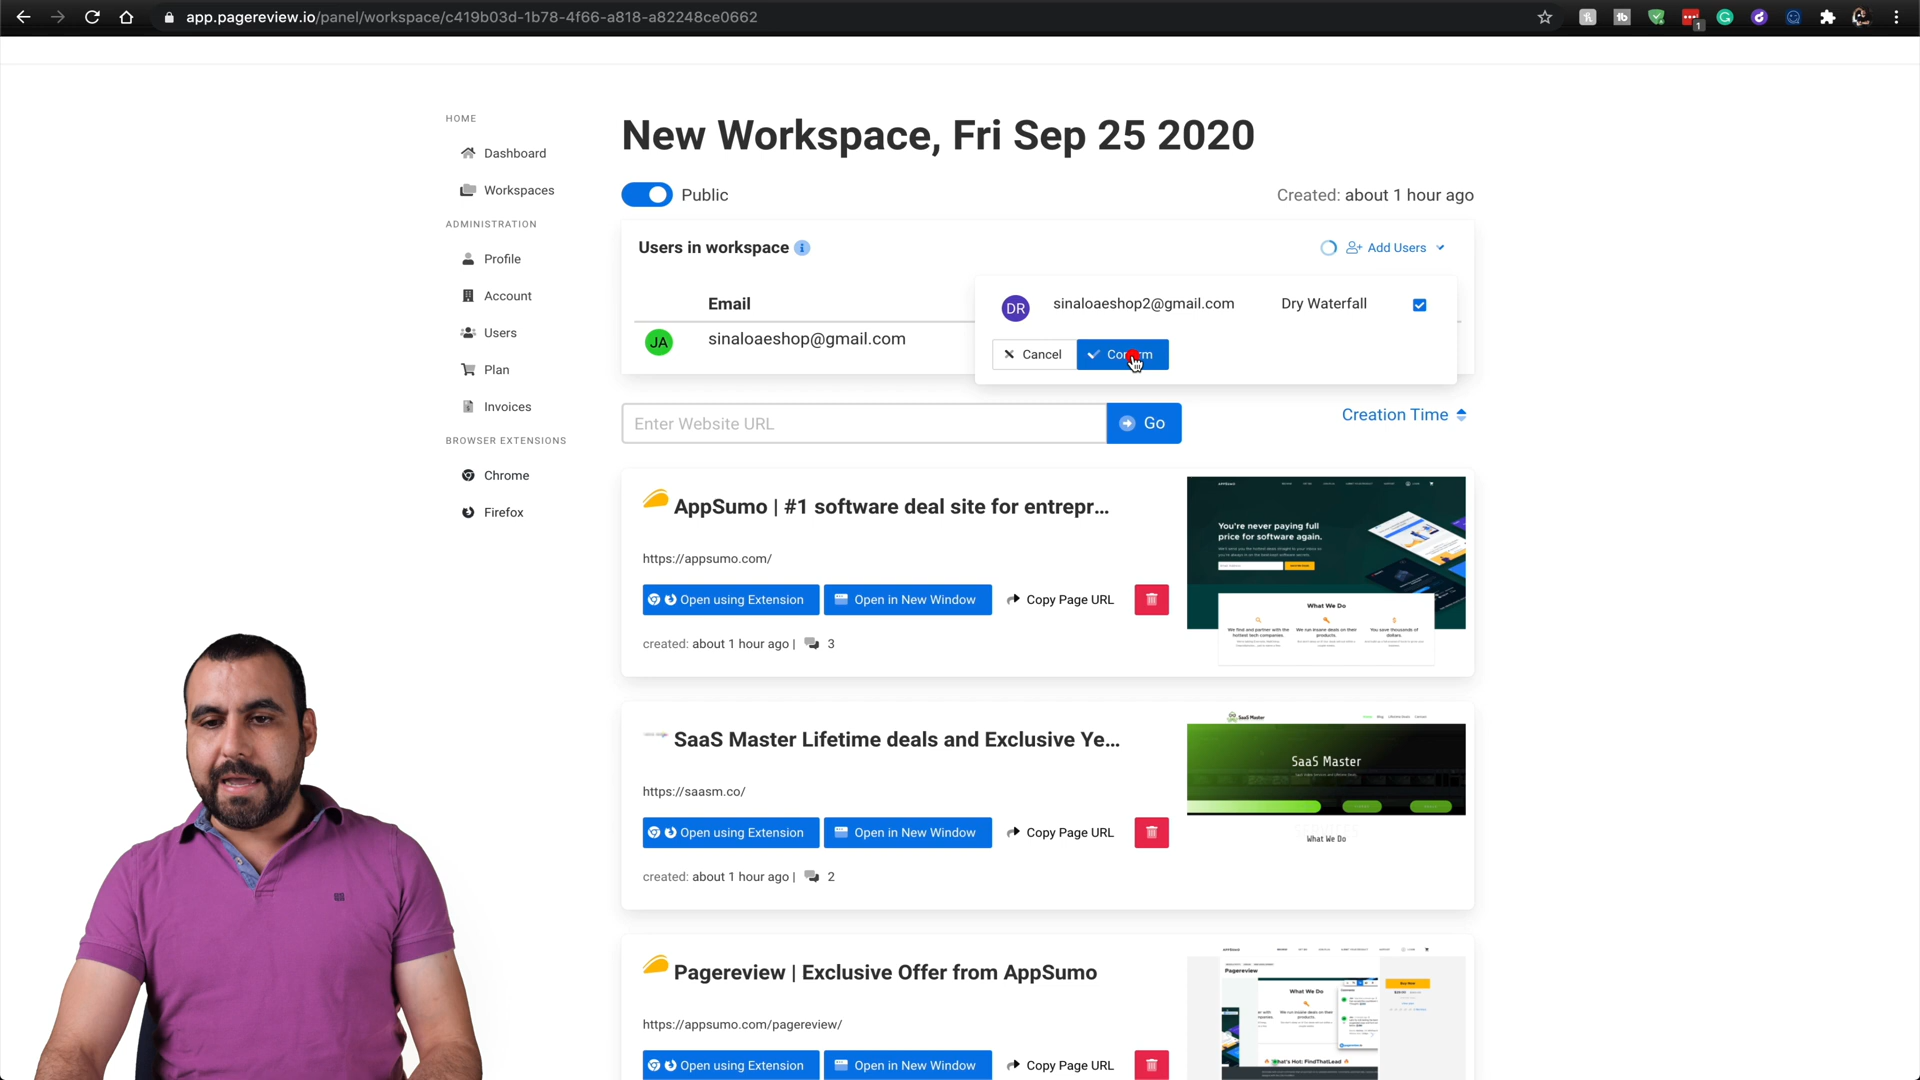 app.pagereview.io/panel/workspace/c419b03d-1b78-4f66-a818-a82248ce0662
1
HOME
Dashboard
Workspaces
ADMINISTRATION
Profile
Account
Users
Plan
Invoices
BROWSER EXTENSIONS
Chrome
Firefox
New Workspace, Fri Sep 25 2020
Public
Created: about 1 hour ago
Users in workspace
Add Users
Email
DR sinaloaeshop2@gmail.com Dry Waterfall
JA sinaloaeshop@gmail.com
Cancel
Enter Website URL
Go
Creation Time
AppSumo | #1 software deal site for entrepr...
https://appsumo.com/
Open using Extension Open in New Window Copy Page URL
created: about 1 hour ago | 3
You're never paying full
price for software again.
What We Do
SaaS Master Lifetime deals and Exclusive Ye...
https://saasm.co/
Open using Extension Open in New Window Copy Page URL
created: about 1 hour ago | 2
SaaS Master
SaaS Master
What We Do
Pagereview | Exclusive Offer from AppSumo
https://appsumo.com/pagereview/
Open using Extension Open in New Window Copy Page URL
Pagereview
What We Do
Buy Now